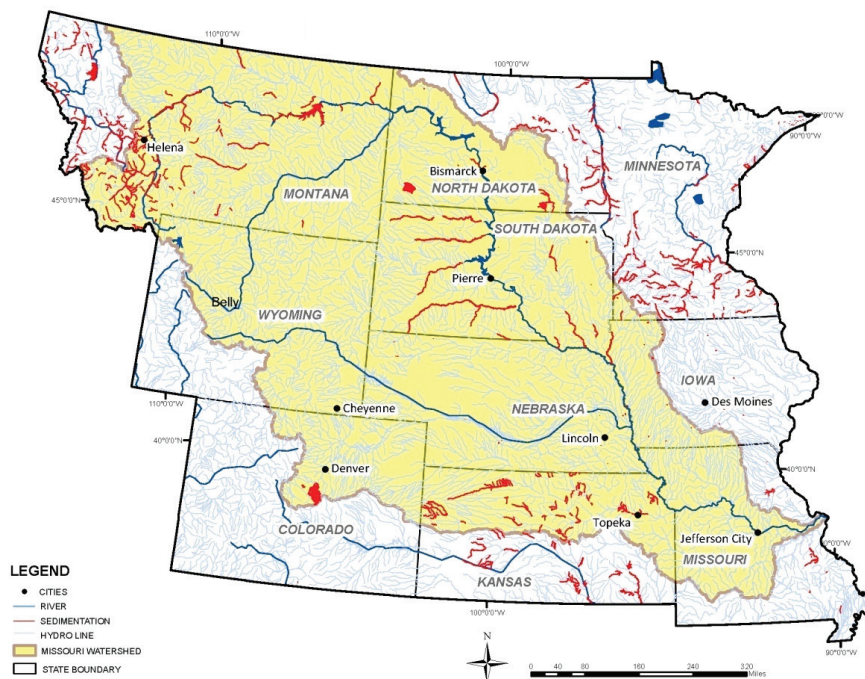 110°0'0"W
100°0'0"W
90°0'0"W
Helena
MINNESOTA
Bismarck
NORTH DAKOTA
MONTANA
45°0'0"N
SOUTH DAKOTA
45°0'0"N
Pierre
Belly
WYOMING
IOWA
Des Moines
110°0'0"W
Cheyenne
NEBRASKA
40°0'0"N
Lincoln
Denver
40°0'0"N
COLORADO
Topeka
Jefferson City
MISSOURI
KANSAS
LEGEND
CITIES
RIVER
SEDIMENTATION
HYDRO LINE
MISSOURI WATERSHED
STATE BOUNDARY
100°0'0"W
90°0'0"W
N
0 40 80 160 240 320
Miles